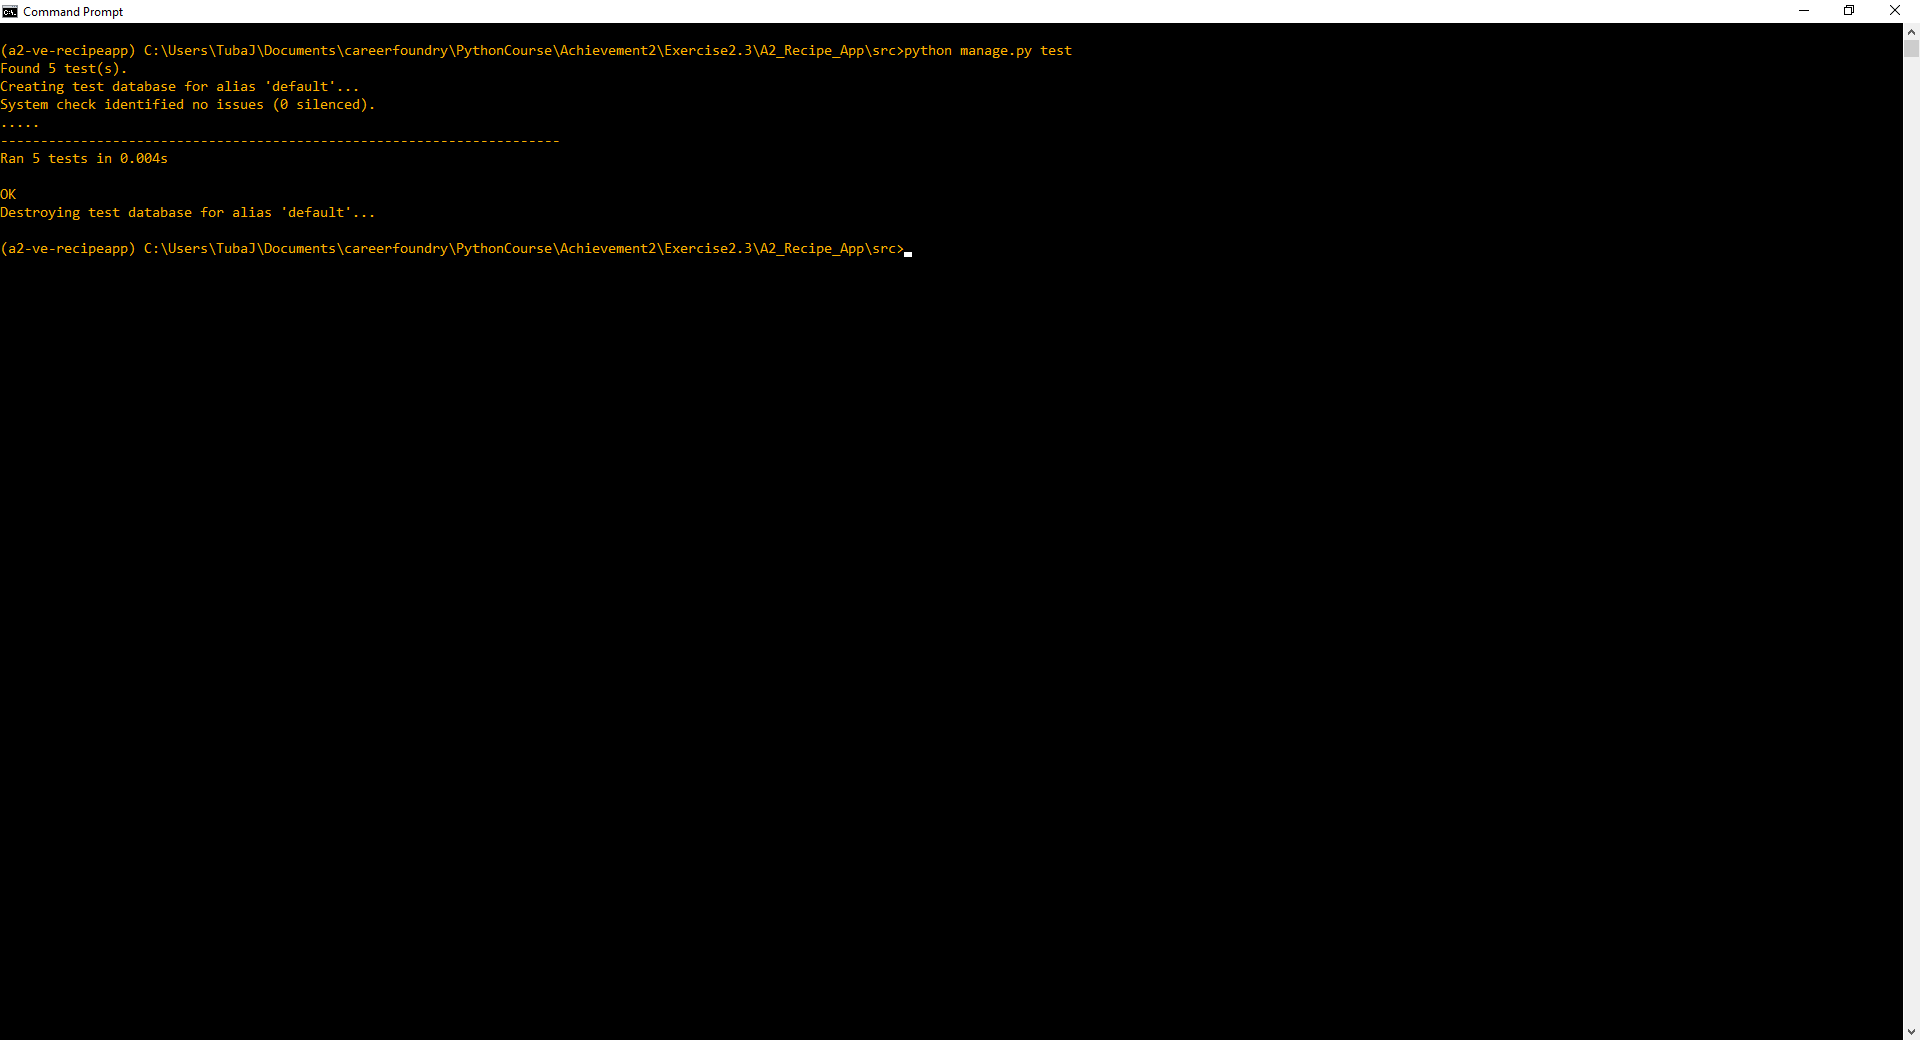 Command Prompt
(a2-ve-recipeapp) C:\Users\TubaJ\Documents\careerfoundry\PythonCourse\Achievement2\Exercise2.3\A2_Recipe_App\src>python manage.py test
Found 5 test(s).
Creating test database for alias 'default'...
System check identified no issues (0 silenced).
.....
----------------------------------------------------------------------
Ran 5 tests in 0.004s
OK
Destroying test database for alias 'default'...
(a2-ve-recipeapp) C:\Users\TubaJ\Documents\careerfoundry\PythonCourse\Achievement2\Exercise2.3\A2_Recipe_App\src>